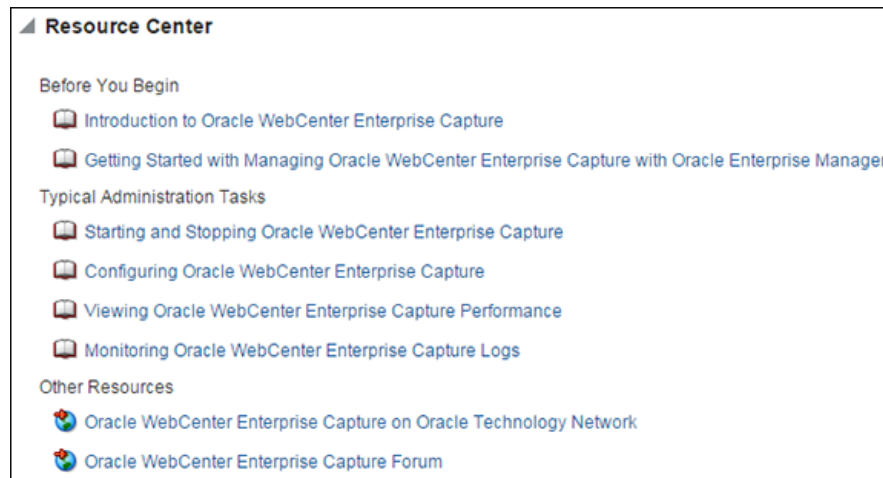 Resource Center
Before You Begin
Introduction to Oracle WebCenter Enterprise Capture
Getting Started with Managing Oracle WebCenter Enterprise Capture with Oracle Enterprise Manager
Typical Administration Tasks
Starting and Stopping Oracle WebCenter Enterprise Capture
Configuring Oracle WebCenter Enterprise Capture
Viewing Oracle WebCenter Enterprise Capture Performance
Monitoring Oracle WebCenter Enterprise Capture Logs
Other Resources
Oracle WebCenter Enterprise Capture on Oracle Technology Network
Oracle WebCenter Enterprise Capture Forum